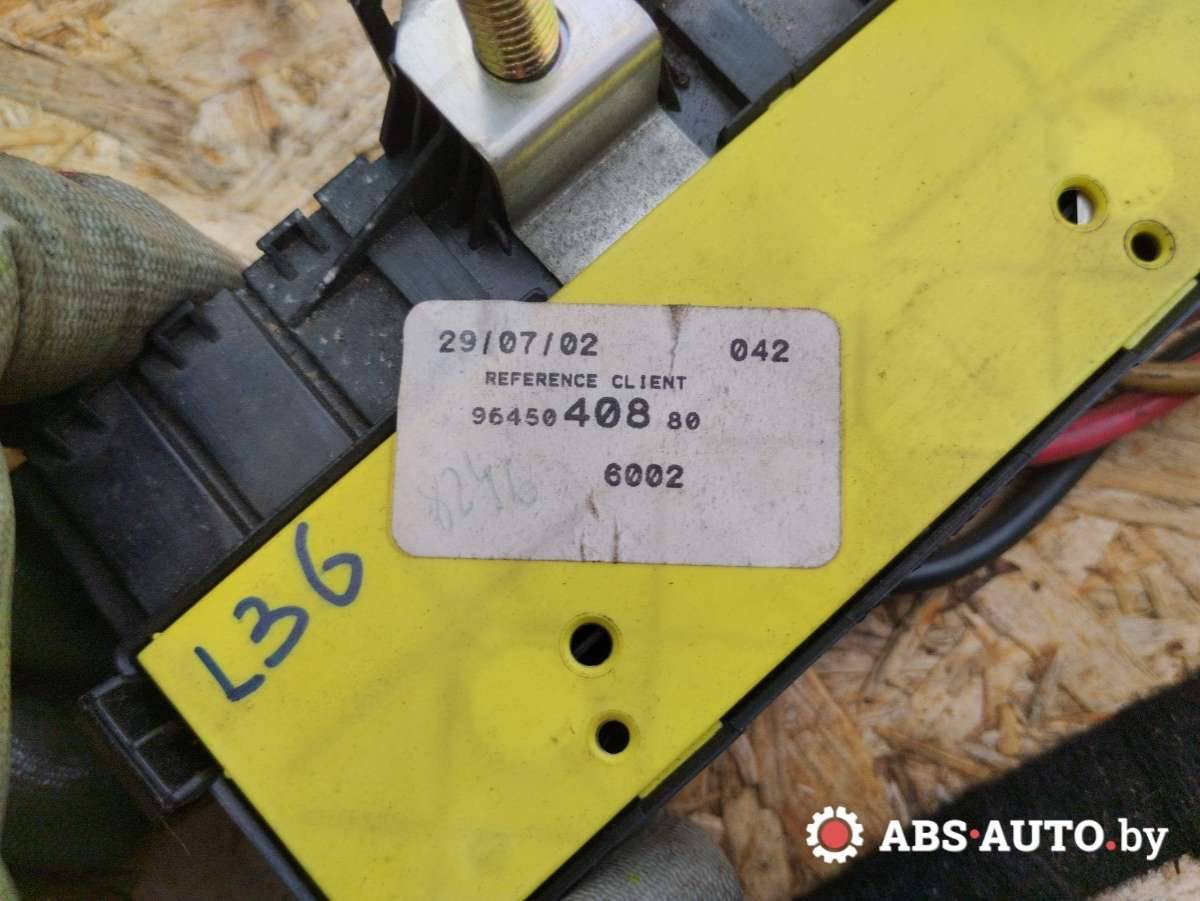 29/07/02 042
REFERENCE CLIENT
96450 408 80
6002
L36
ABS·AUTO.by